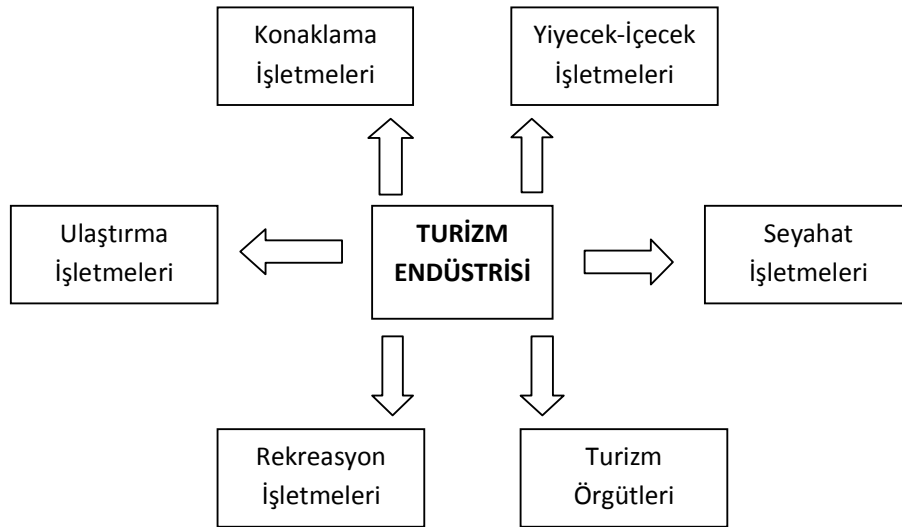 Konaklama
İşletmeleri
Yiyecek-İçecek
İşletmeleri
Ulaştırma
İşletmeleri
TURİZM
ENDÜSTRİSİ
Seyahat
İşletmeleri
Rekreasyon
İşletmeleri
Turizm
Örgütleri